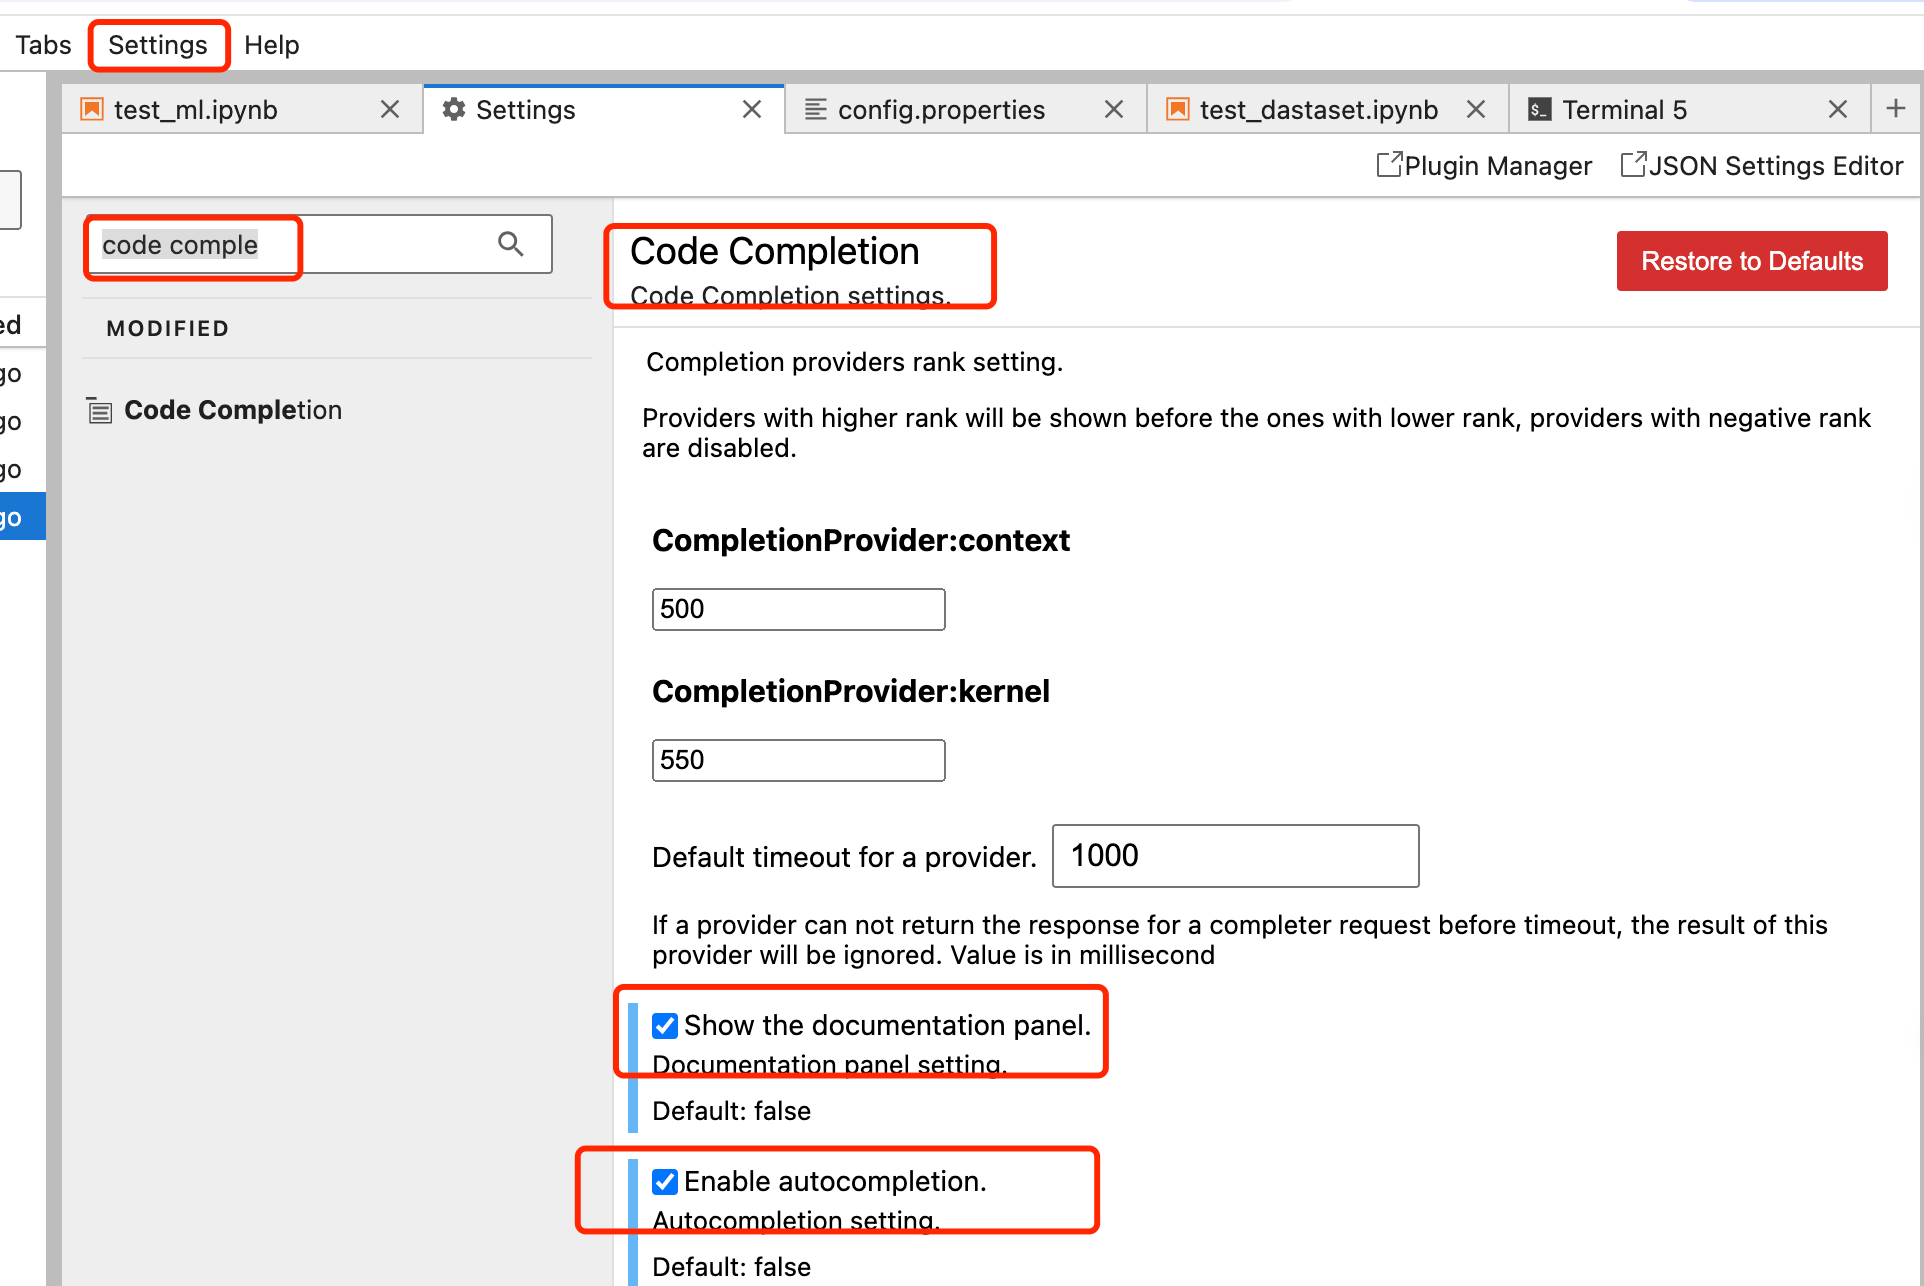 Tabs Settings Help
test_ml.ipynb Settings config.properties test_dastaset.ipynb Terminal 5
Plugin Manager JSON Settings Editor
code comple
MODIFIED
Code Completion
ed
go
go
go
go
Code Completion
Code Completion settings.
Restore to Defaults
Completion providers rank setting.
Providers with higher rank will be shown before the ones with lower rank, providers with negative rank
are disabled.
CompletionProvider:context
500
CompletionProvider:kernel
550
Default timeout for a provider. 1000
If a provider can not return the response for a completer request before timeout, the result of this
provider will be ignored. Value is in millisecond
Show the documentation panel.
Documentation panel setting.
Default: false
Enable autocompletion.
Autocompletion setting.
Default: false